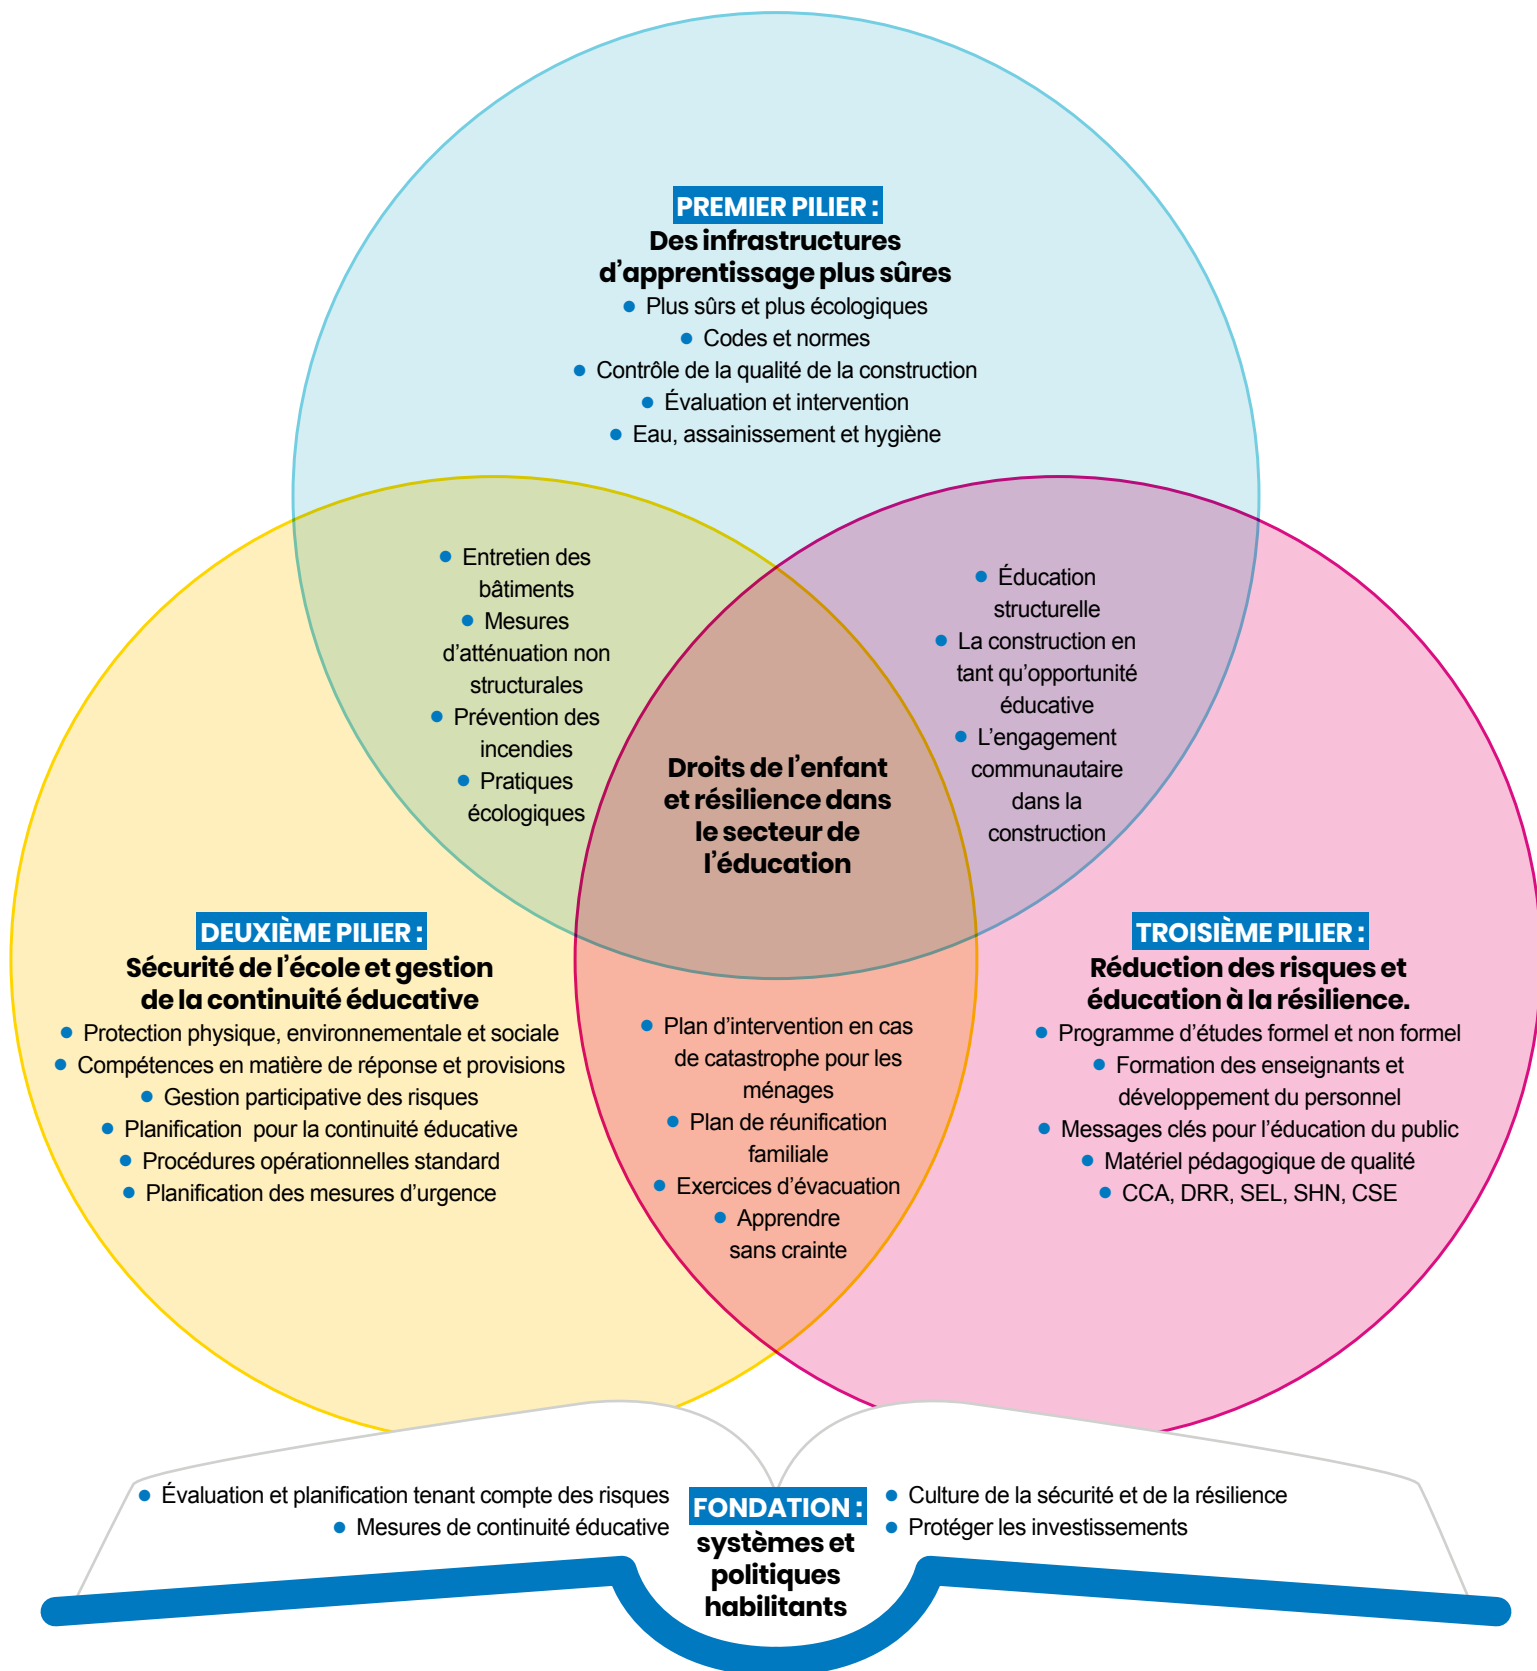 PREMIER PILIER :
Des infrastructures
d’apprentissage plus sûres
● Plus sûrs et plus écologiques
● Codes et normes
● Contrôle de la qualité de la construction
● Évaluation et intervention
● Eau, assainissement et hygiène
● Entretien des
bâtiments
● Mesures
d’atténuation non
structurales
● Prévention des
incendies
● Pratiques
écologiques
● Éducation
structurelle
● La construction en
tant qu’opportunité
éducative
● L’engagement
communautaire
dans la
construction
Droits de l’enfant
et résilience dans
le secteur de
l’éducation
DEUXIÈME PILIER :
Sécurité de l’école et gestion
de la continuité éducative
● Protection physique, environnementale et sociale
● Compétences en matière de réponse et provisions
● Gestion participative des risques
● Planification  pour la continuité éducative
● Procédures opérationnelles standard
● Planification des mesures d’urgence
● Plan d’intervention en cas
de catastrophe pour les
ménages
● Plan de réunification
familiale
● Exercices d’évacuation
● Apprendre
sans crainte
TROISIÈME PILIER :
Réduction des risques et
éducation à la résilience.
● Programme d’études formel et non formel
● Formation des enseignants et
développement du personnel
● Messages clés pour l’éducation du public
● Matériel pédagogique de qualité
● CCA, DRR, SEL, SHN, CSE
● Évaluation et planification tenant compte des risques
● Mesures de continuité éducative
FONDATION :
systèmes et
politiques
habilitants
● Culture de la sécurité et de la résilience
● Protéger les investissements